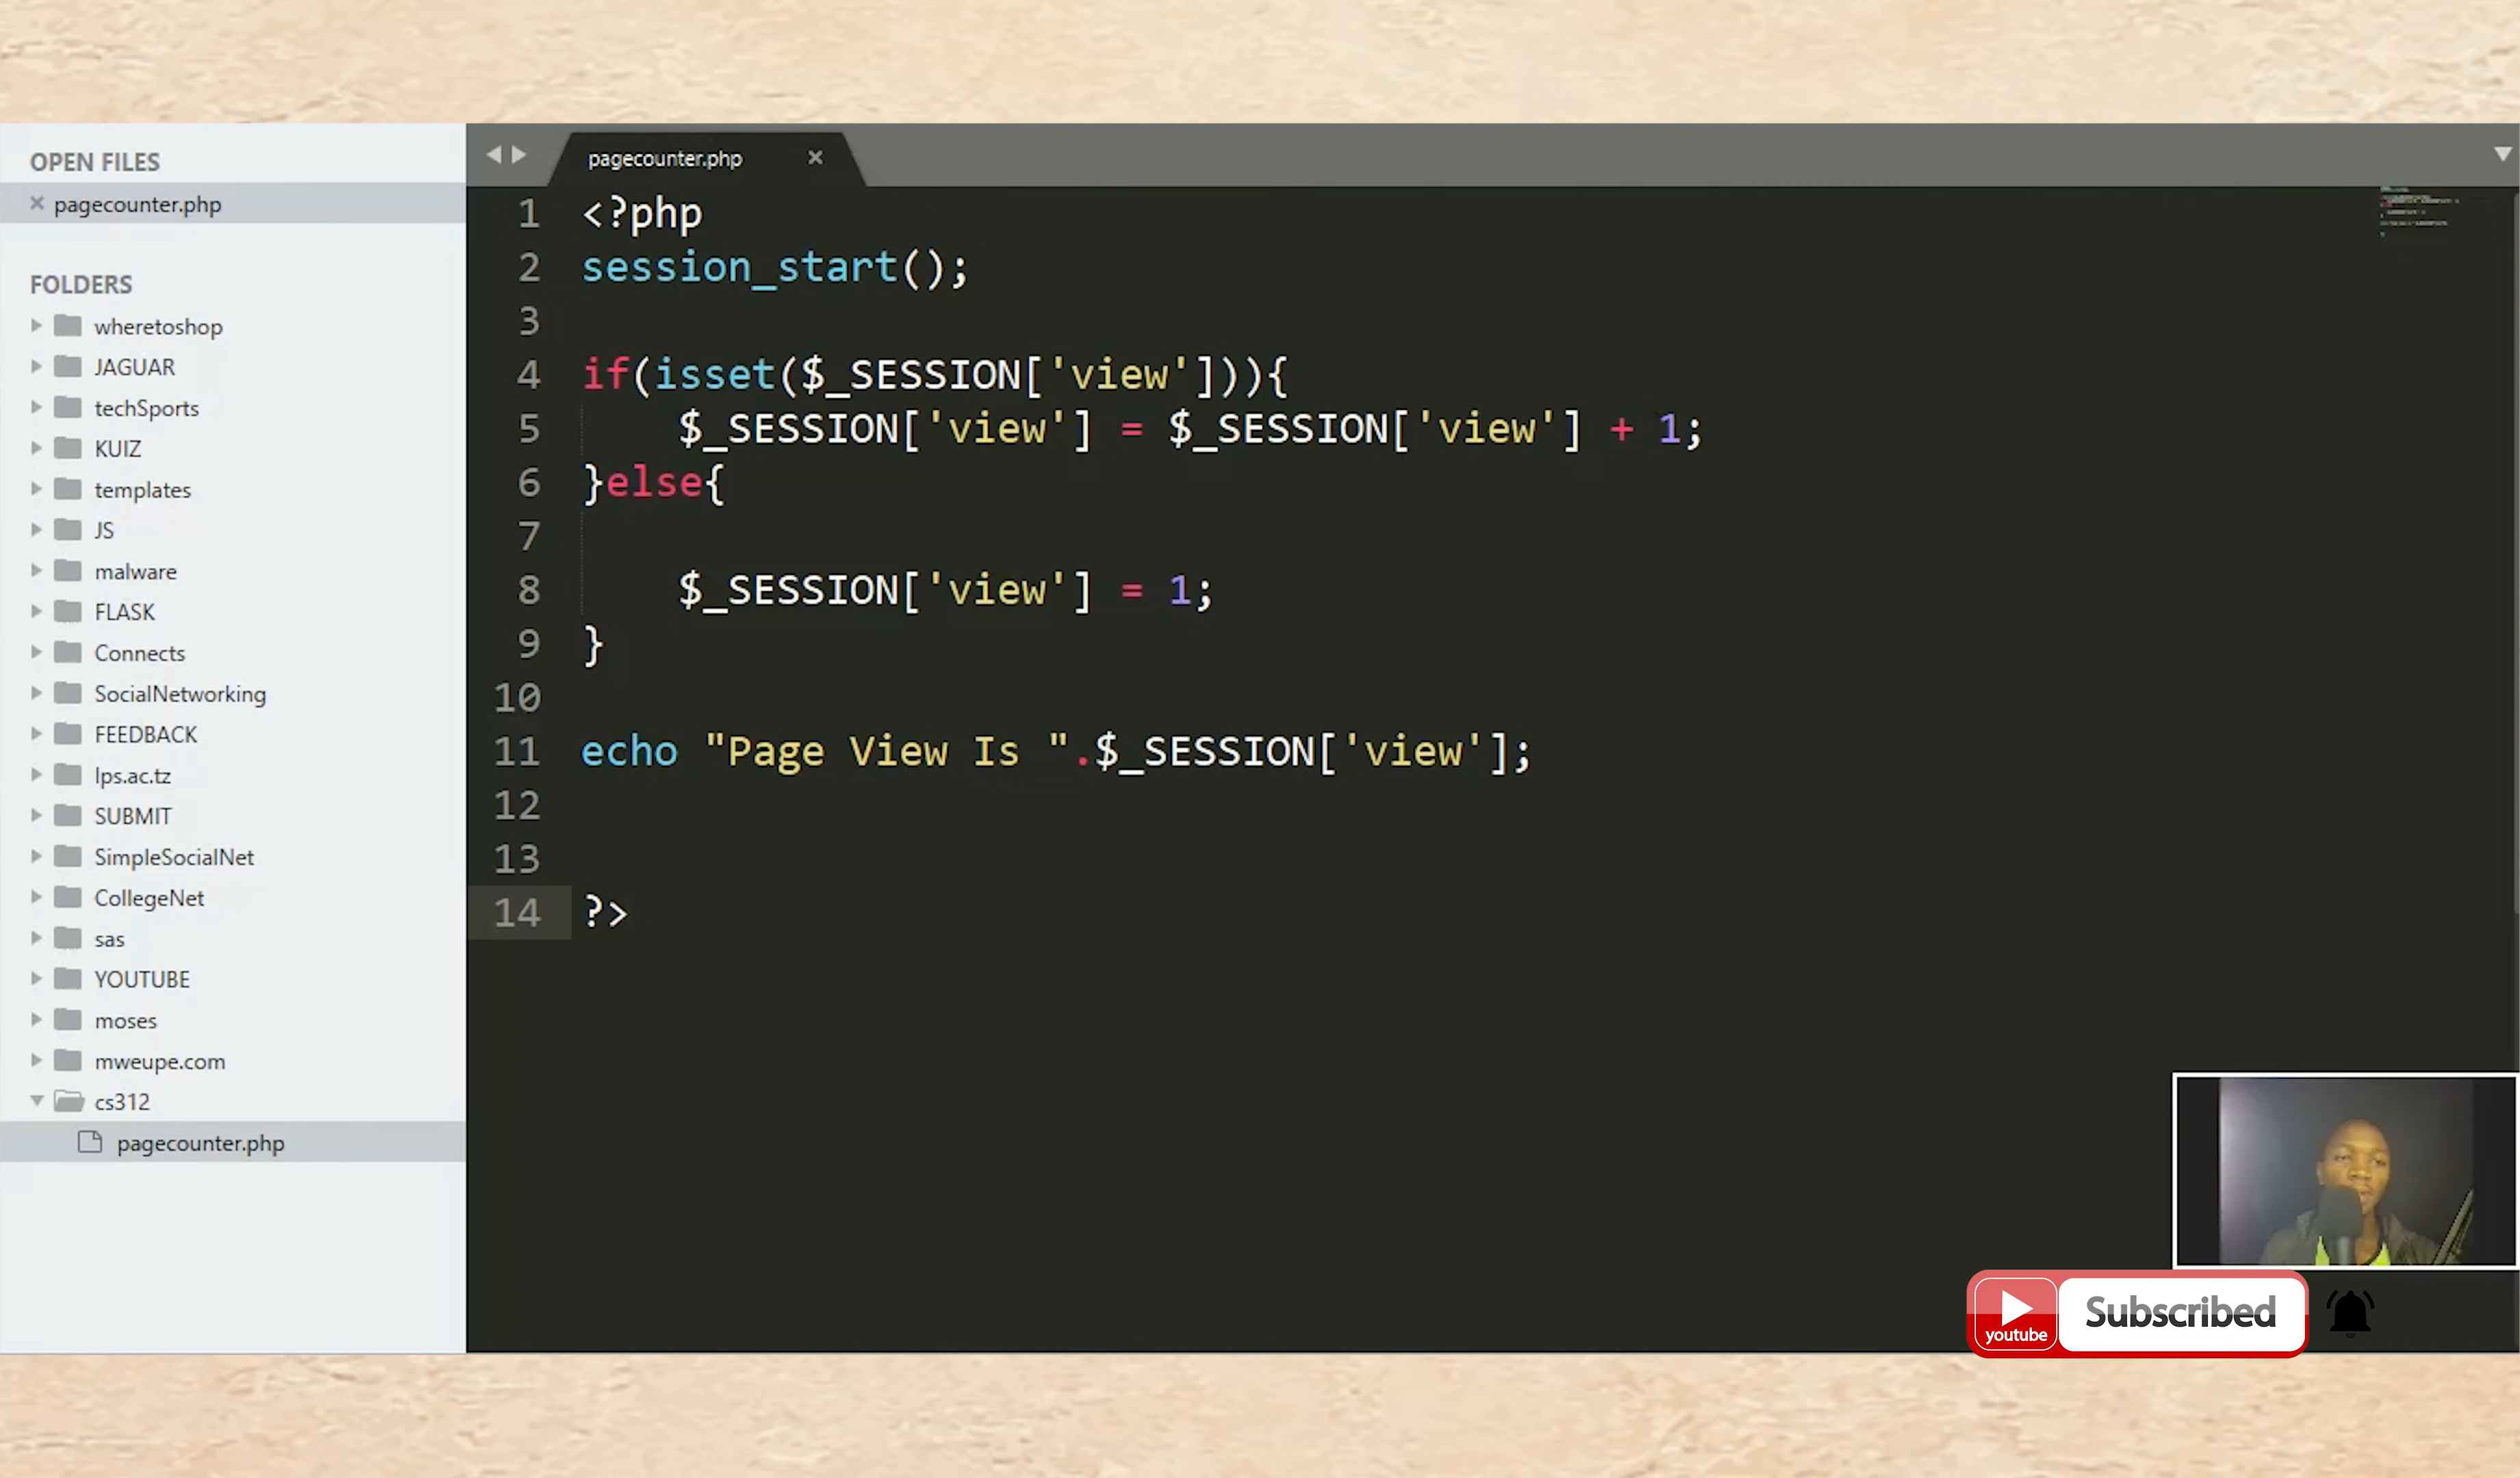 OPEN FILES
pagecounter.php
FOLDERS
wheretoshop
JAGUAR
techSports
KUIZ
templates
JS
malware
FLASK
Connects
SocialNetworking
FEEDBACK
lps.ac.tz
SUBMIT
SimpleSocialNet
CollegeNet
sas
YOUTUBE
moses
mweupe.com
cs312
pagecounter.php
pagecounter.php
1 <?php
2 session_start();
3
4 if(isset($_SESSION['view'])){
5 $_SESSION['view'] = $_SESSION['view'] + 1;
6 }else{
7
8 $_SESSION['view'] = 1;
9 }
10
11 echo "Page View Is ".$_SESSION['view'];
12
13
14 ?>
youtube
Subscribed